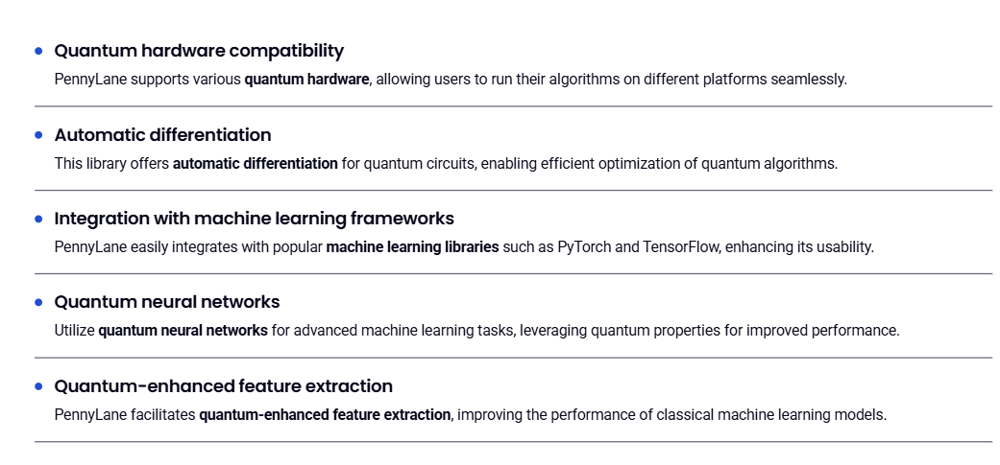 Quantum hardware compatibility
PennyLane supports various quantum hardware, allowing users to run their algorithms on different platforms seamlessly.
Automatic differentiation
This library offers automatic differentiation for quantum circuits, enabling efficient optimization of quantum algorithms.
Integration with machine learning frameworks
PennyLane easily integrates with popular machine learning libraries such as PyTorch and TensorFlow, enhancing its usability.
Quantum neural networks
Utilize quantum neural networks for advanced machine learning tasks, leveraging quantum properties for improved performance.
Quantum-enhanced feature extraction
PennyLane facilitates quantum-enhanced feature extraction, improving the performance of classical machine learning models.